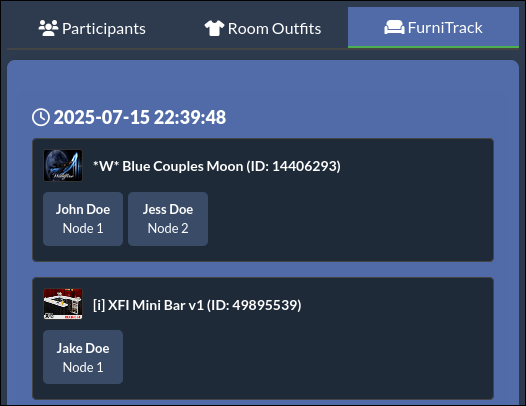 Participants
Room Outfits
FurniTrack
2025-07-15 22:39:48
*W* Blue Couples Moon (ID: 14406293)
John Doe
Node 1
Jess Doe
Node 2
[i] XFI Mini Bar v1 (ID: 49895539)
Jake Doe
Node 1